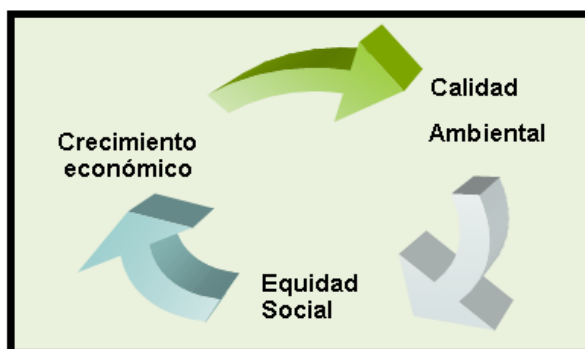 Calidad
Ambiental
Crecimiento
económico
Equidad
Social